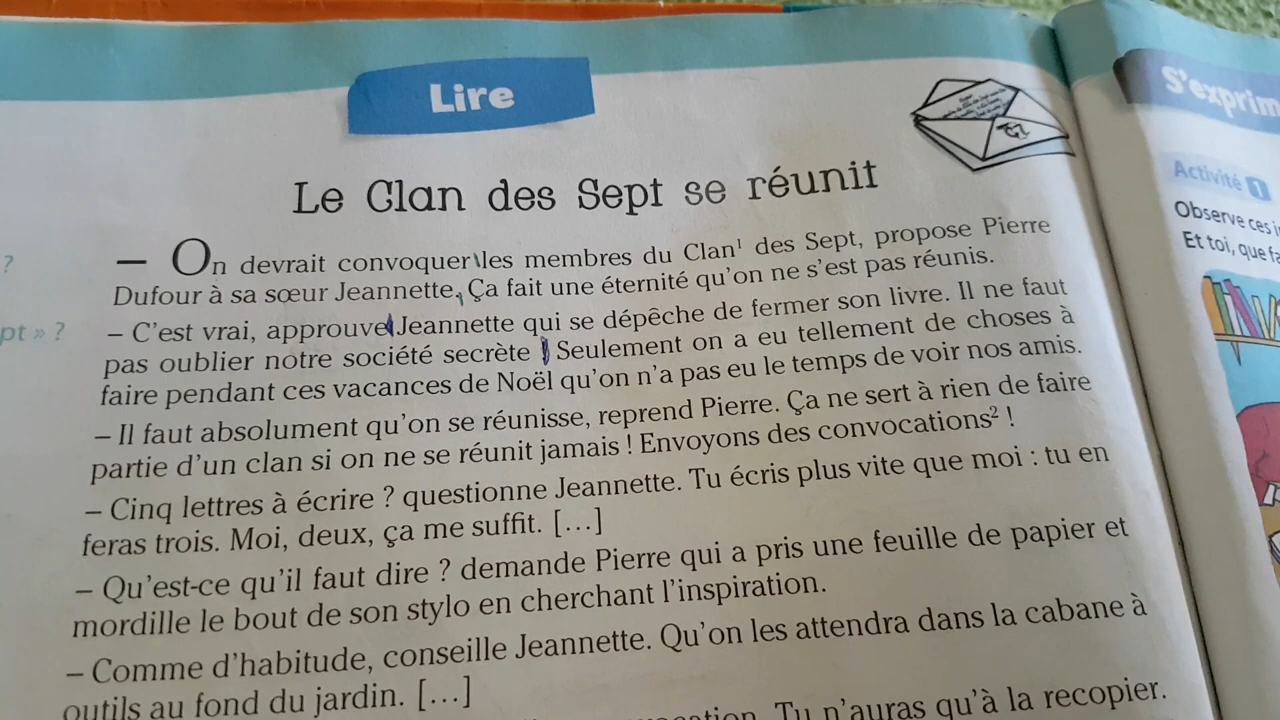 Lire
Le Clan des Sept se réunit
— On devrait convoquer les membres du Clan¹ des Sept, propose Pierre
Dufour à sa sœur Jeannette. Ça fait une éternité qu'on ne s'est pas réunis.
– C'est vrai, approuve Jeannette qui se dépêche de fermer son livre. Il ne faut
pas oublier notre société secrète ! Seulement on a eu tellement de choses à
faire pendant ces vacances de Noël qu'on n'a pas eu le temps de voir nos amis.
– Il faut absolument qu'on se réunisse, reprend Pierre. Ça ne sert à rien de faire
partie d'un clan si on ne se réunit jamais ! Envoyons des convocations² !
– Cinq lettres à écrire ? questionne Jeannette. Tu écris plus vite que moi : tu en
feras trois. Moi, deux, ça me suffit. […]
– Qu'est-ce qu'il faut dire ? demande Pierre qui a pris une feuille de papier et
mordille le bout de son stylo en cherchant l'inspiration.
– Comme d'habitude, conseille Jeannette. Qu'on les attendra dans la cabane à
outils au fond du jardin. […]
Tu n'auras qu'à la recopier.
?
pt » ?
S'exprim
Activité 1
Observe ces
Et toi, que fa